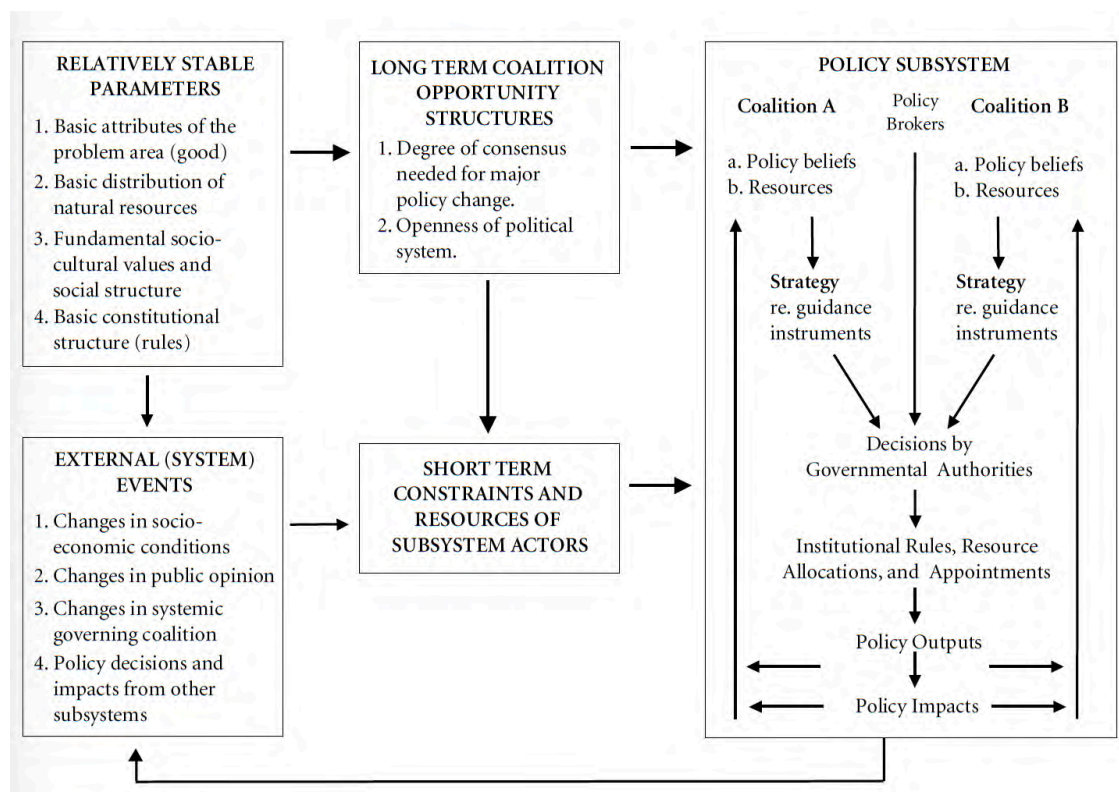 RELATIVELY STABLE
PARAMETERS
1. Basic attributes of the
problem area (good)
2. Basic distribution of
natural resources
3. Fundamental socio-
cultural values and
social structure
4. Basic constitutional
structure (rules)
LONG TERM COALITION
OPPORTUNITY
STRUCTURES
1. Degree of consensus
needed for major
policy change.
2. Openness of political
system.
EXTERNAL (SYSTEM)
EVENTS
1. Changes in socio-
economic conditions
2. Changes in public opinion
3. Changes in systemic
governing coalition
4. Policy decisions and
impacts from other
subsystems
SHORT TERM
CONSTRAINTS AND
RESOURCES OF
SUBSYSTEM ACTORS
POLICY SUBSYSTEM
Coalition A
Policy
Brokers
Coalition B
a. Policy beliefs
b. Resources
a. Policy beliefs
b. Resources
Strategy
re. guidance
instruments
Strategy
re. guidance
instruments
Decisions by
Governmental Authorities
Institutional Rules, Resource
Allocations, and Appointments
Policy Outputs
Policy Impacts